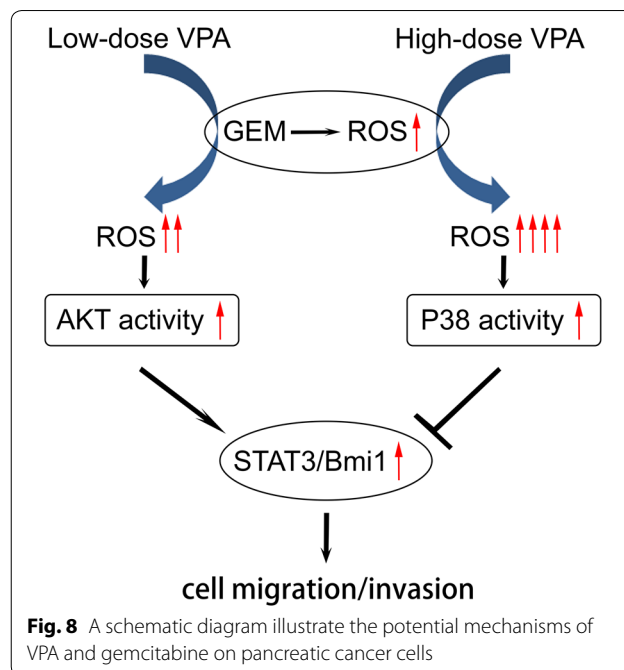 Low-dose VPA
High-dose VPA
GEM ROS
ROS
ROS
AKT activity
P38 activity
STAT3/Bmi1
cell migration/invasion
Fig. 8 A schematic diagram illustrate the potential mechanisms of
VPA and gemcitabine on pancreatic cancer cells